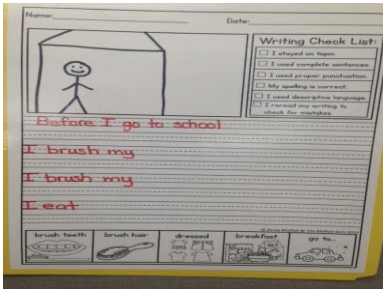 Name:
Date:
Writing Check List:
I stayed on topic.
I used complete sentences.
I used proper punctuation.
My spelling is correct.
I used descriptive language.
I reread my writing to
check for mistakes.
Before I go to school
I brush my
I brush my
I eat
brush teeth
brush hair
dressed
breakfast
go to...